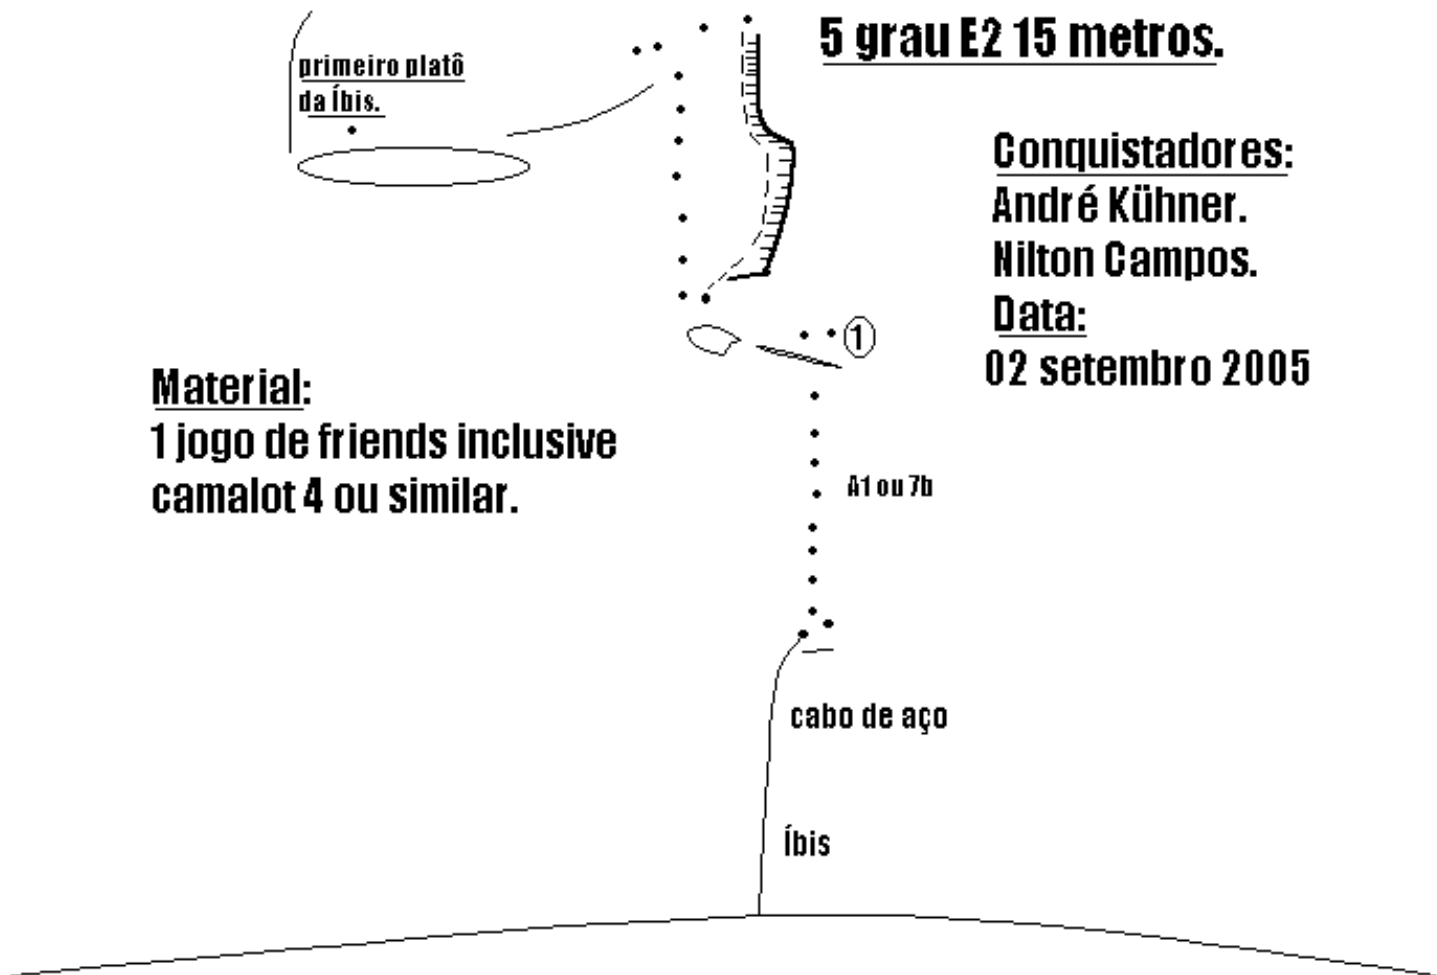 5 grau E2 15 metros.
primeiro platô
da Íbis.
Conquistadores:
André Kühner.
Nilton Campos.
Data:
02 setembro 2005
1
Material:
1 jogo de friends inclusive
camalot 4 ou similar.
A1 ou 7b
cabo de aço
Íbis